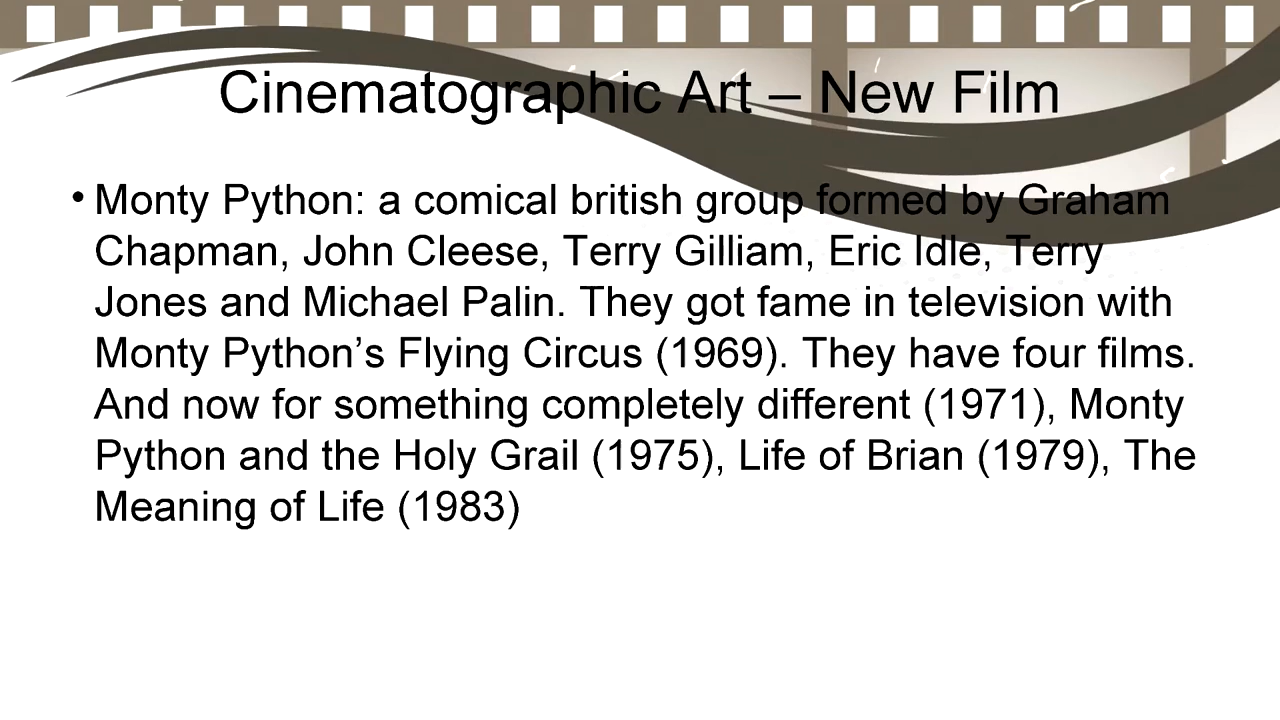 Cinematographic Art – New Film
• Monty Python: a comical british group formed by Graham
Chapman, John Cleese, Terry Gilliam, Eric Idle, Terry
Jones and Michael Palin. They got fame in television with
Monty Python’s Flying Circus (1969). They have four films.
And now for something completely different (1971), Monty
Python and the Holy Grail (1975), Life of Brian (1979), The
Meaning of Life (1983)